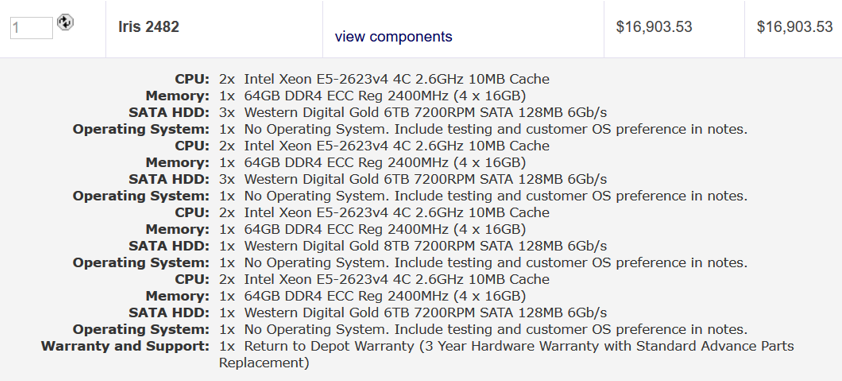 1 Iris 2482 view components $16,903.53 $16,903.53
CPU: 2x Intel Xeon E5-2623v4 4C 2.6GHz 10MB Cache
Memory: 1x 64GB DDR4 ECC Reg 2400MHz (4 x 16GB)
SATA HDD: 3x Western Digital Gold 6TB 7200RPM SATA 128MB 6Gb/s
Operating System: 1x No Operating System. Include testing and customer OS preference in notes.
CPU: 2x Intel Xeon E5-2623v4 4C 2.6GHz 10MB Cache
Memory: 1x 64GB DDR4 ECC Reg 2400MHz (4 x 16GB)
SATA HDD: 3x Western Digital Gold 6TB 7200RPM SATA 128MB 6Gb/s
Operating System: 1x No Operating System. Include testing and customer OS preference in notes.
CPU: 2x Intel Xeon E5-2623v4 4C 2.6GHz 10MB Cache
Memory: 1x 64GB DDR4 ECC Reg 2400MHz (4 x 16GB)
SATA HDD: 1x Western Digital Gold 8TB 7200RPM SATA 128MB 6Gb/s
Operating System: 1x No Operating System. Include testing and customer OS preference in notes.
CPU: 2x Intel Xeon E5-2623v4 4C 2.6GHz 10MB Cache
Memory: 1x 64GB DDR4 ECC Reg 2400MHz (4 x 16GB)
SATA HDD: 1x Western Digital Gold 6TB 7200RPM SATA 128MB 6Gb/s
Operating System: 1x No Operating System. Include testing and customer OS preference in notes.
Warranty and Support: 1x Return to Depot Warranty (3 Year Hardware Warranty with Standard Advance Parts
Replacement)